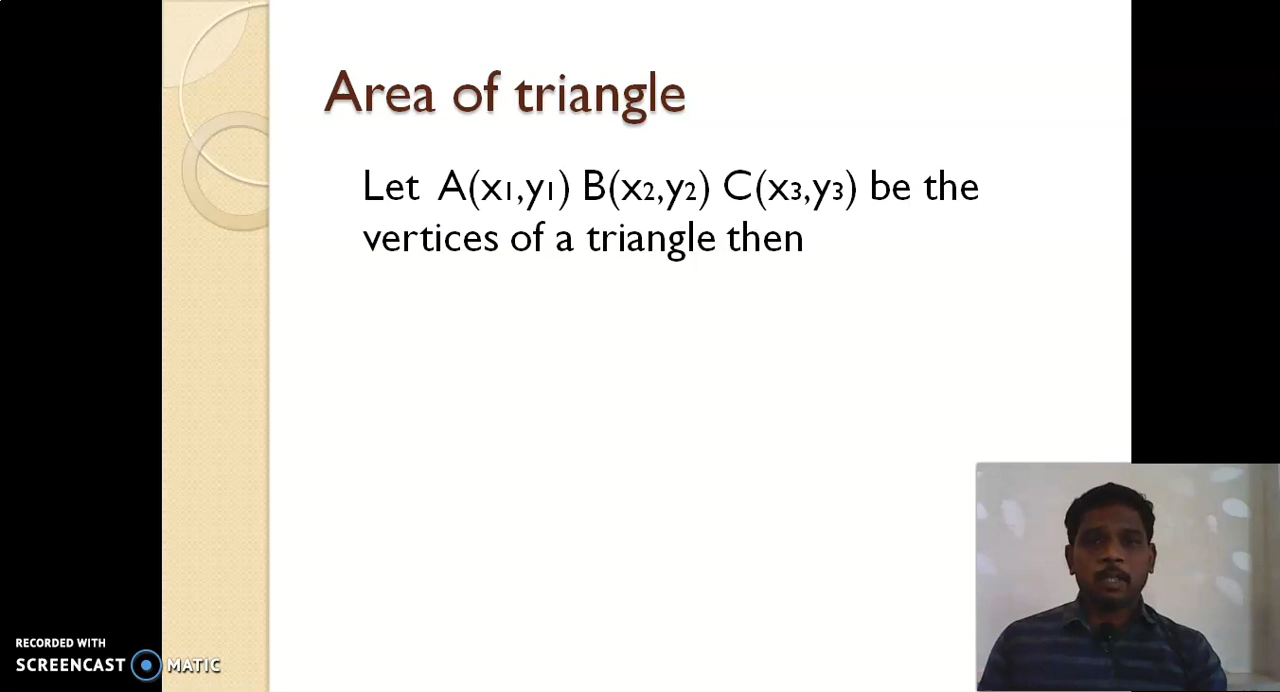 Area of triangle
Let A(x1,y1) B(x2,y2) C(x3,y3) be the
vertices of a triangle then
RECORDED WITH
SCREENCAST MATIC